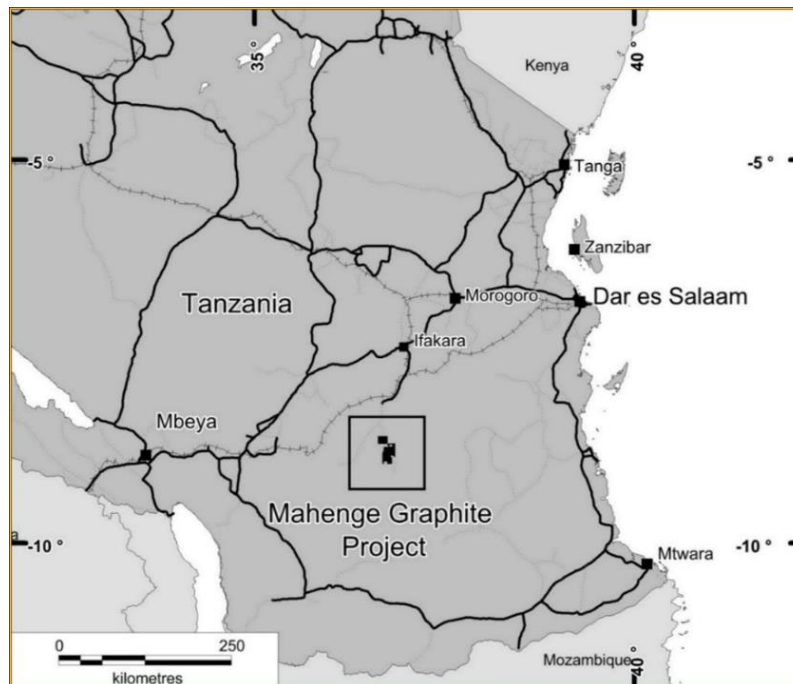 35 °
40 °
Kenya
-5 °
-5 °
Tanga
Zanzibar
Tanzania
Morogoro
Dar es Salaam
Ifakara
Mbeya
Mahenge Graphite
Project
a
-10 °
-10 °
Mtwara
0
250
kilometres
Mozambique
40 °